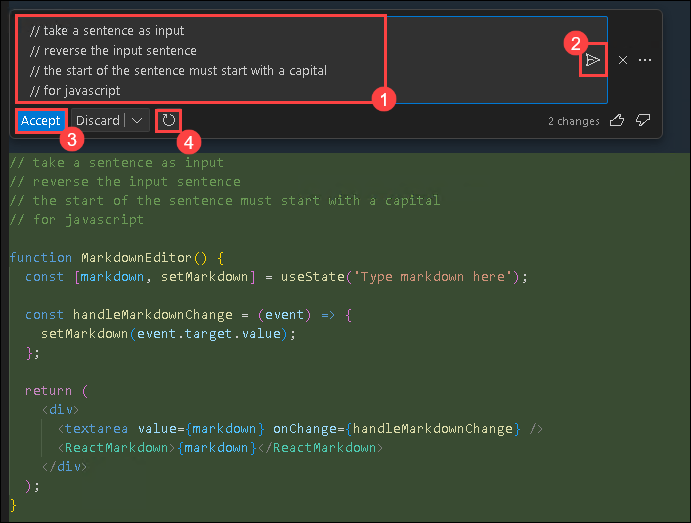 // take a sentence as input
// reverse the input sentence
// the start of the sentence must start with a capital
// for javascript
1
2
Accept
Discard
3
4
2 changes
// take a sentence as input
// reverse the input sentence
// the start of the sentence must start with a capital
// for javascript
function MarkdownEditor() {
const [markdown, setMarkdown] = useState('Type markdown here');
const handleMarkdownChange = (event) => {
setMarkdown(event.target.value);
};
return (
<div>
<textarea value={markdown} onChange={handleMarkdownChange} />
<ReactMarkdown>{markdown}</ReactMarkdown>
</div>
);
}